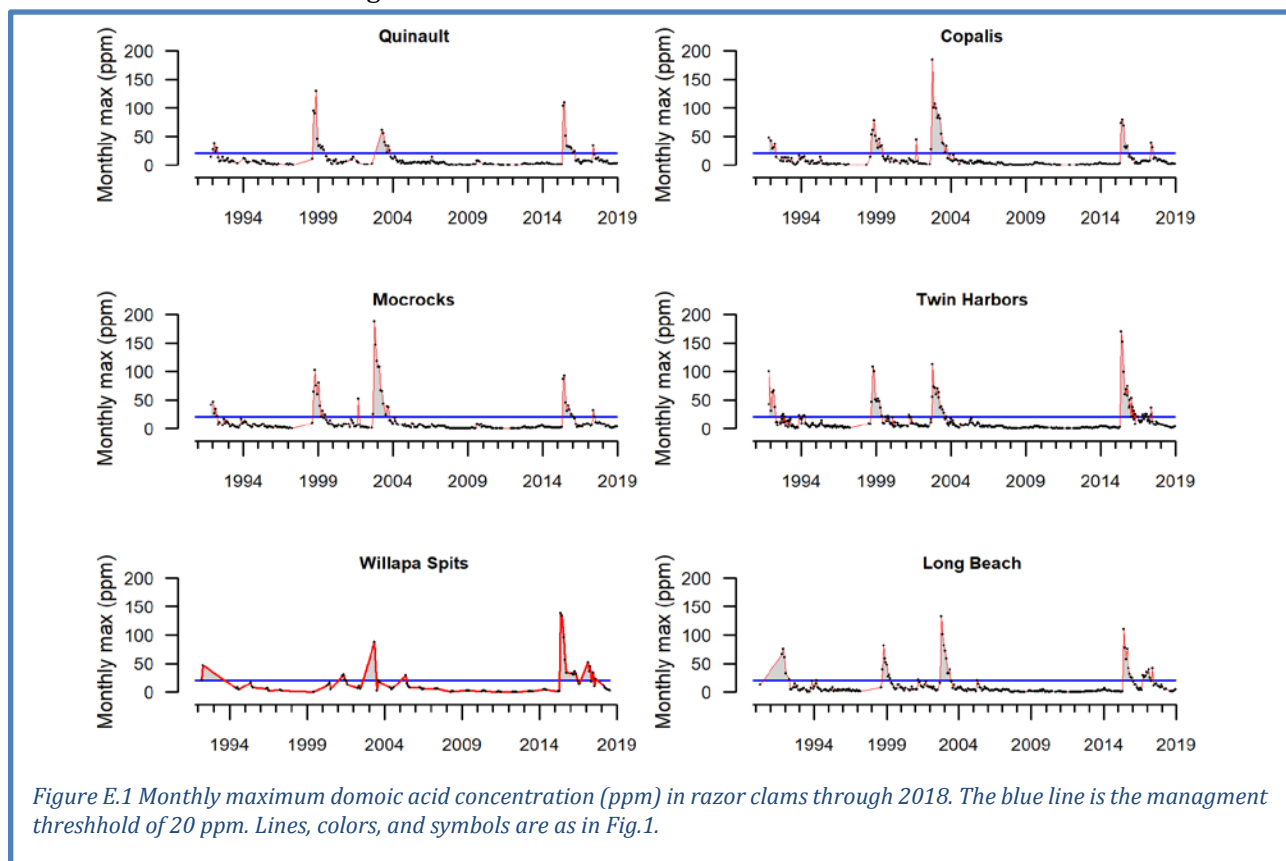 Quinault
Copalis
Monthly max (ppm)
200
150
100
50
0
1994 1999 2004 2009 2014 2019
Monthly max (ppm)
200
150
100
50
0
1994 1999 2004 2009 2014 2019
Mocrocks
Twin Harbors
Monthly max (ppm)
200
150
100
50
0
1994 1999 2004 2009 2014 2019
Monthly max (ppm)
200
150
100
50
0
1994 1999 2004 2009 2014 2019
Willapa Spits
Long Beach
Monthly max (ppm)
200
150
100
50
0
1994 1999 2004 2009 2014 2019
Monthly max (ppm)
200
150
100
50
0
1994 1999 2004 2009 2014 2019
Figure E.1 Monthly maximum domoic acid concentration (ppm) in razor clams through 2018. The blue line is the managment
threshhold of 20 ppm. Lines, colors, and symbols are as in Fig.1.